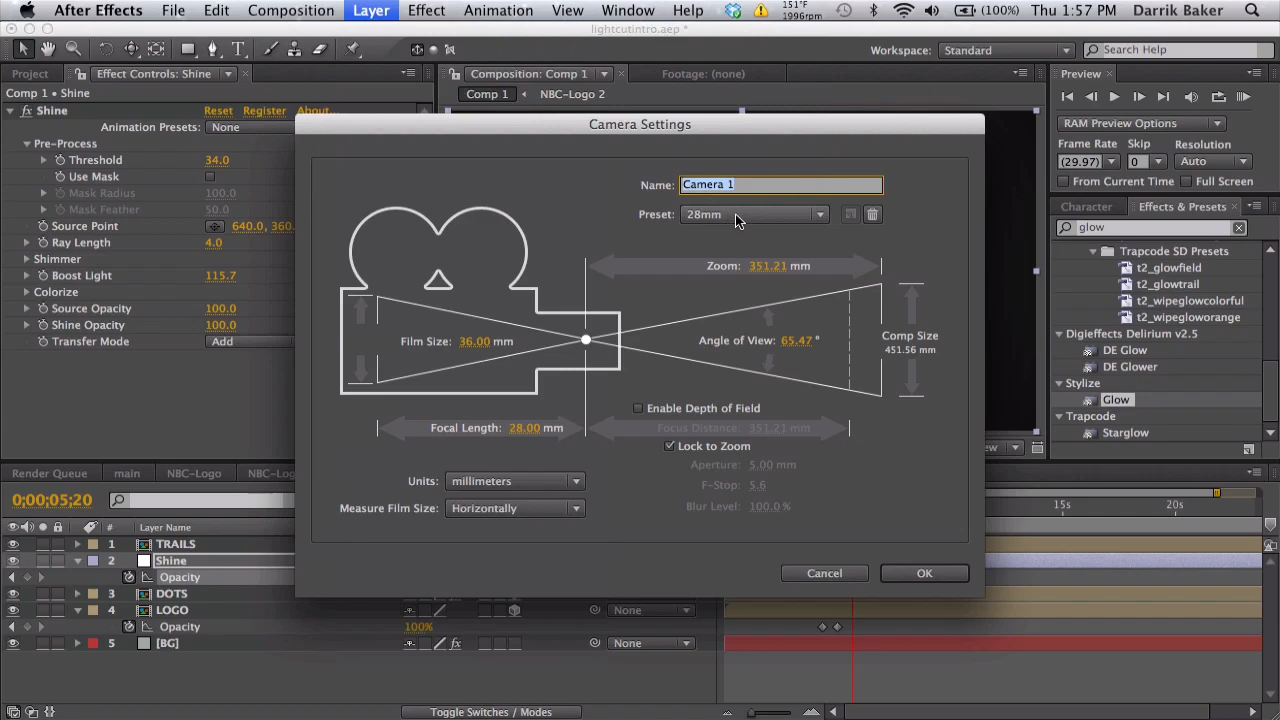 After Effects File Edit Composition Layer Effect Animation View Window Help 151°F 1996rpm (100%) Thu 1:57 PM Darrik Baker
lightcutintro.aep *
Workspace: Standard Search Help
Project Effect Controls: Shine Composition: Comp 1 Footage: (none) Preview
Comp 1 • Shine Comp 1 NBC-Logo 2
fx Shine Reset Register About...
Animation Presets: None
Pre-Process
Threshold 34.0
Use Mask
Mask Radius 100.0
Mask Feather 50.0
Source Point 640.0, 360.
Ray Length 4.0
Shimmer
Boost Light 115.7
Colorize
Source Opacity 100.0
Shine Opacity 100.0
Transfer Mode Add
Camera Settings
Name: Camera 1
Preset: 28mm
Zoom: 351.21 mm
Film Size: 36.00 mm
Angle of View: 65.47 °
Comp Size
451.56 mm
Enable Depth of Field
Focal Length: 28.00 mm
Focus Distance: 351.21 mm
Lock to Zoom
Aperture: 5.00 mm
F-Stop: 5.6
Blur Level: 100.0 %
Units: millimeters
Measure Film Size: Horizontally
Cancel OK
RAM Preview Options
Frame Rate Skip Resolution
(29.97) 0 Auto
From Current Time Full Screen
Character Effects & Presets
glow
Trapcode SD Presets
t2_glowfield
t2_glowtrail
t2_wipeglowcolorful
t2_wipegloworange
Digieffects Delirium v2.5
DE Glow
DE Glower
Stylize
Glow
Trapcode
Starglow
Render Queue main NBC-Logo
0;00;05;20
15s 20s
# Layer Name
1 TRAILS
2 Shine
Opacity
3 DOTS
4 LOGO None
Opacity 100%
5 [BG] fx None
Toggle Switches / Modes